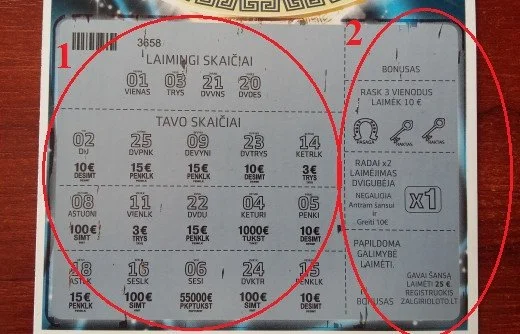 1
2
3658
LAIMINGI SKAIČIAI
01 03 21 20
VIENAS TRYS DVVNS DVDES
TAVO SKAIČIAI
02 25 09 23 14
DU DVPNK DEVYNI DVTRYS KETRLK
10€ 15€ 15€ 10€ 3€
DEŠIMT PENKLK PENKLK DEŠIMT TRYS
08 11 22 04 05
AŠTUONI VIENLK DVDU KETURI PENKI
100€ 3€ 15€ 1000€ 10€
ŠIMT TRYS PENKLK TŪKST DEŠIMT
18 16 06 24 15
AŠTLK ŠEŠLK ŠEŠI DVKTR PENKLK
15€ 100€ 55000€ 100€ 10€
PENKLK ŠIMT PKPTUKST ŠIMT DEŠIMT
BONUSAS
RASK 3 VIENODUS
LAIMĖK 10 €
PASAGA RAKTAS RAKTAS
RADAI x2
LAIMĖJIMAS
DVIGUBĖJA
NEGALIOJA
Antram šansui
ir
Greiti 10€
x1
PAPILDOMA
GALIMYBĖ
LAIMĖTI.
GAVAI ŠANSĄ
LAIMĖTI 25 €.
REGISTRUOKIS
ZALGIRIOLOTO.LT
BONUSAS